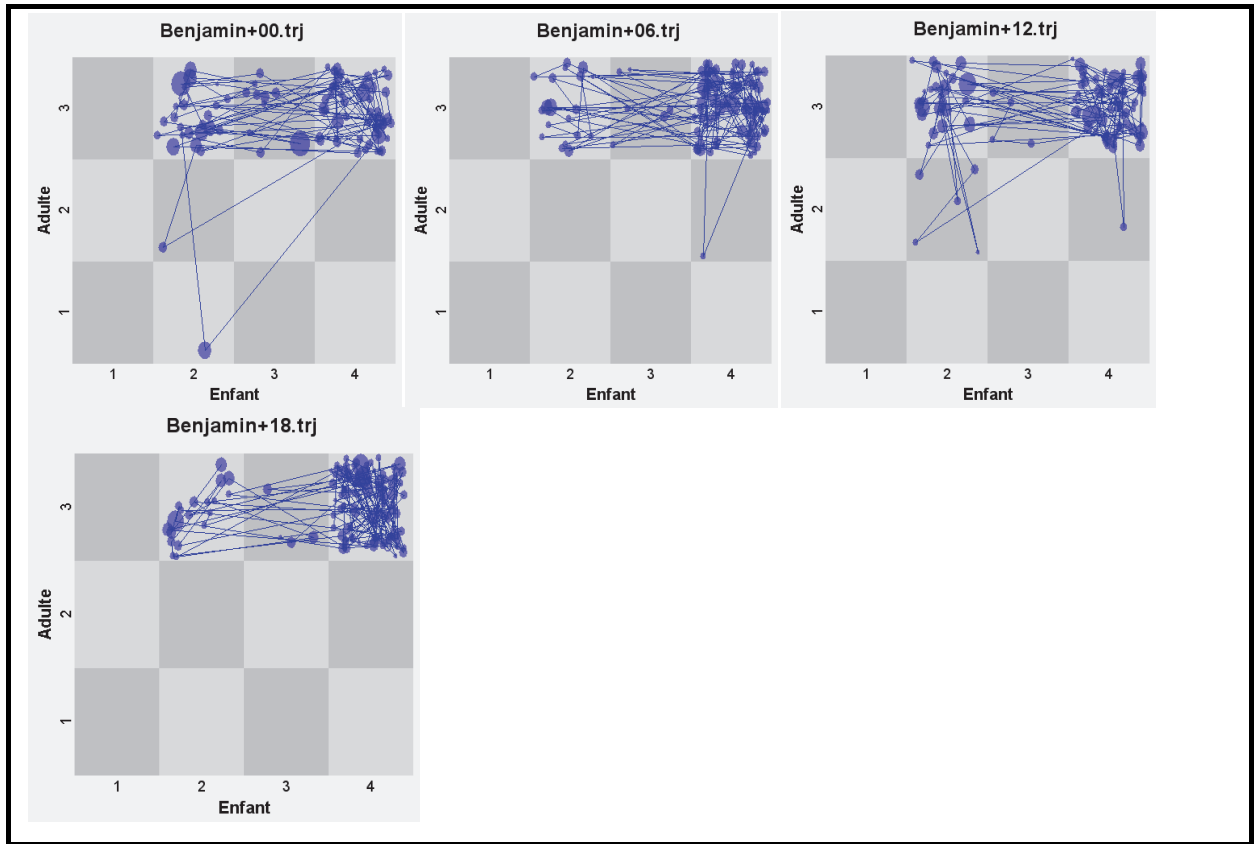 Benjamin+00.trj
Adulte
3
2
1
1 2 3 4
Enfant
Benjamin+06.trj
Adulte
3
2
1
1 2 3 4
Enfant
Benjamin+12.trj
Adulte
3
2
1
1 2 3 4
Enfant
Benjamin+18.trj
Adulte
3
2
1
1 2 3 4
Enfant